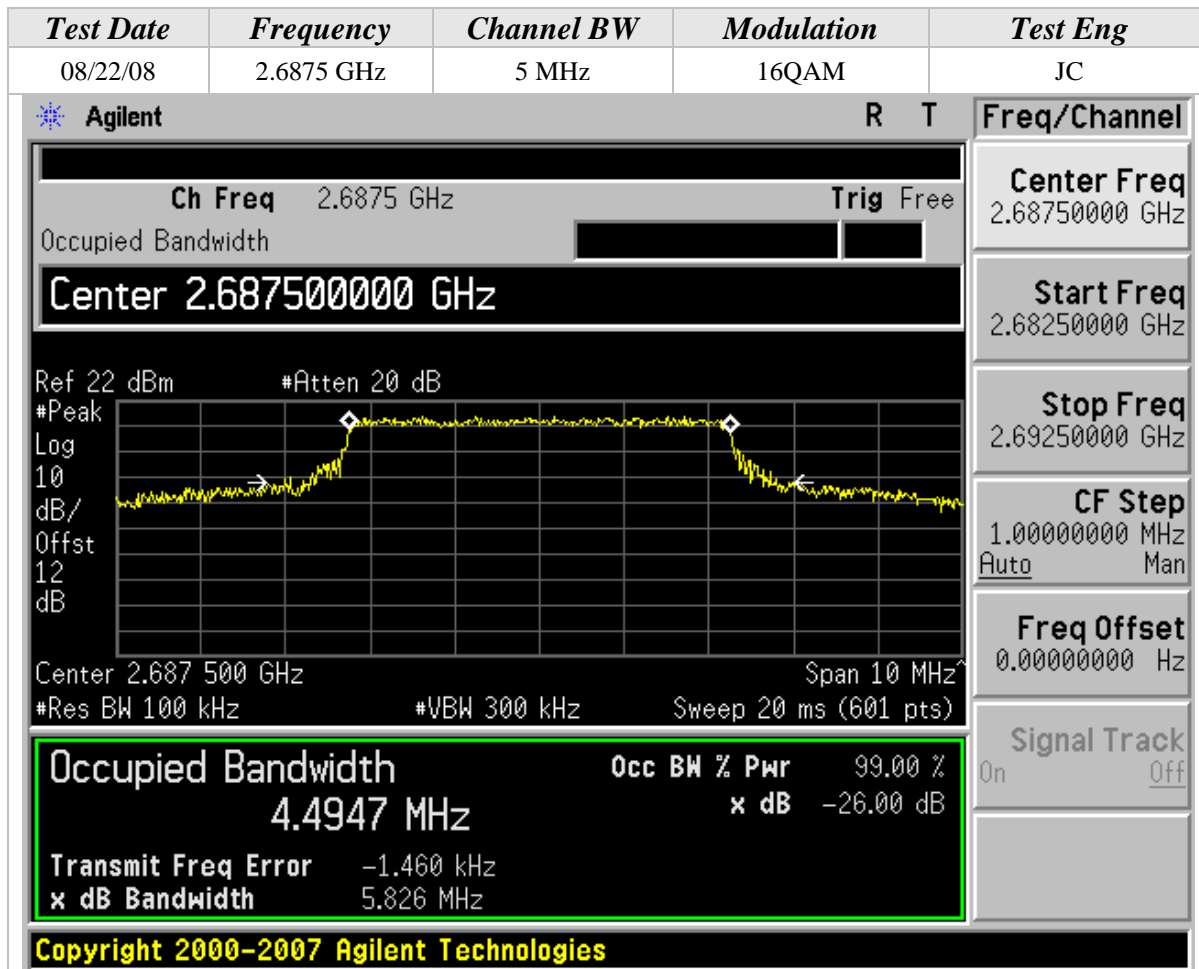 Test Date Frequency Channel BW Modulation Test Eng
08/22/08 2.6875 GHz 5 MHz 16QAM JC
Agilent R T Freq/Channel
Ch Freq 2.6875 GHz Trig Free
Occupied Bandwidth
Center 2.687500000 GHz
Center Freq
2.68750000 GHz
Start Freq
2.68250000 GHz
Stop Freq
2.69250000 GHz
CF Step
1.00000000 MHz
Auto Man
Freq Offset
0.00000000 Hz
Signal Track
On Off
Ref 22 dBm #Atten 20 dB
#Peak
Log
10
dB/
Offst
12
dB
Center 2.687 500 GHz Span 10 MHz^
#Res BW 100 kHz #VBW 300 kHz Sweep 20 ms (601 pts)
Occupied Bandwidth Occ BW % Pwr 99.00 %
4.4947 MHz x dB -26.00 dB
Transmit Freq Error -1.460 kHz
x dB Bandwidth 5.826 MHz
Copyright 2000-2007 Agilent Technologies